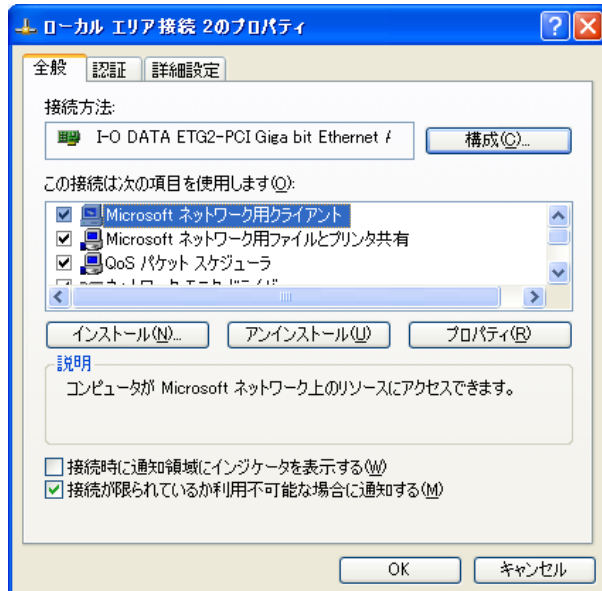 ローカル エリア接続 2のプロパティ
全般 認証 詳細設定
接続方法:
I-O DATA ETG2-PCI Giga bit Ethernet
構成(C)...
この接続は次の項目を使用します(O):
Microsoft ネットワーク用クライアント
Microsoft ネットワーク用ファイルとプリンタ共有
QoS パケット スケジューラ
インストール(N)... アンインストール(U) プロパティ(R)
説明
コンピュータが Microsoft ネットワーク上のリソースにアクセスできます。
接続時に通知領域にインジケータを表示する(W)
接続が限られているか利用不可能な場合に通知する(M)
OK キャンセル